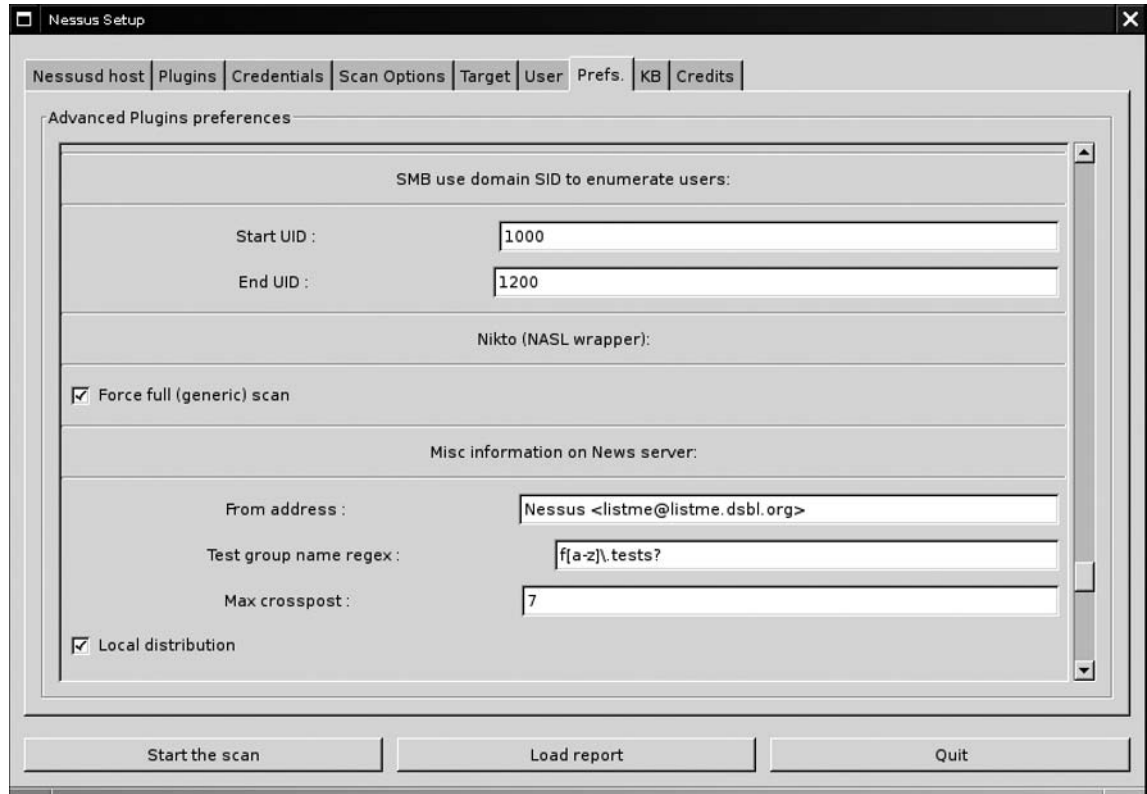 Nessus Setup
Nessusd host Plugins Credentials Scan Options Target User Prefs. KB Credits
Advanced Plugins preferences
SMB use domain SID to enumerate users:
Start UID : 1000
End UID : 1200
Nikto (NASL wrapper):
Force full (generic) scan
Misc information on News server:
From address : Nessus <listme@listme.dsbl.org>
Test group name regex : f[a-z]\.tests?
Max crosspost : 7
Local distribution
Start the scan Load report Quit